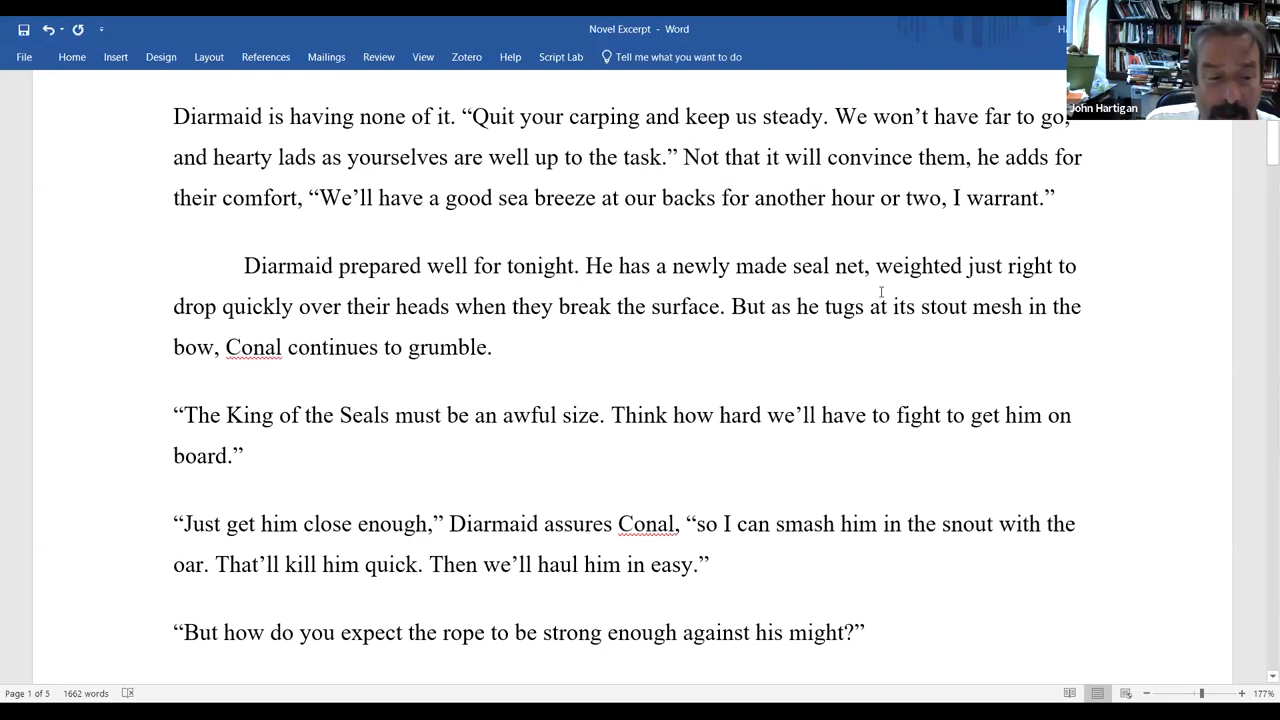 Novel Excerpt - Word
File Home Insert Design Layout References Mailings Review View Zotero Help Script Lab Tell me what you want to do
John Hartigan
Diarmaid is having none of it. “Quit your carping and keep us steady. We won’t have far to go,
and hearty lads as yourselves are well up to the task.” Not that it will convince them, he adds for
their comfort, “We’ll have a good sea breeze at our backs for another hour or two, I warrant.”
Diarmaid prepared well for tonight. He has a newly made seal net, weighted just right to
drop quickly over their heads when they break the surface. But as he tugs at its stout mesh in the
bow, Conal continues to grumble.
“The King of the Seals must be an awful size. Think how hard we’ll have to fight to get him on
board.”
“Just get him close enough,” Diarmaid assures Conal, “so I can smash him in the snout with the
oar. That’ll kill him quick. Then we’ll haul him in easy.”
“But how do you expect the rope to be strong enough against his might?”
Page 1 of 5 1662 words 177%